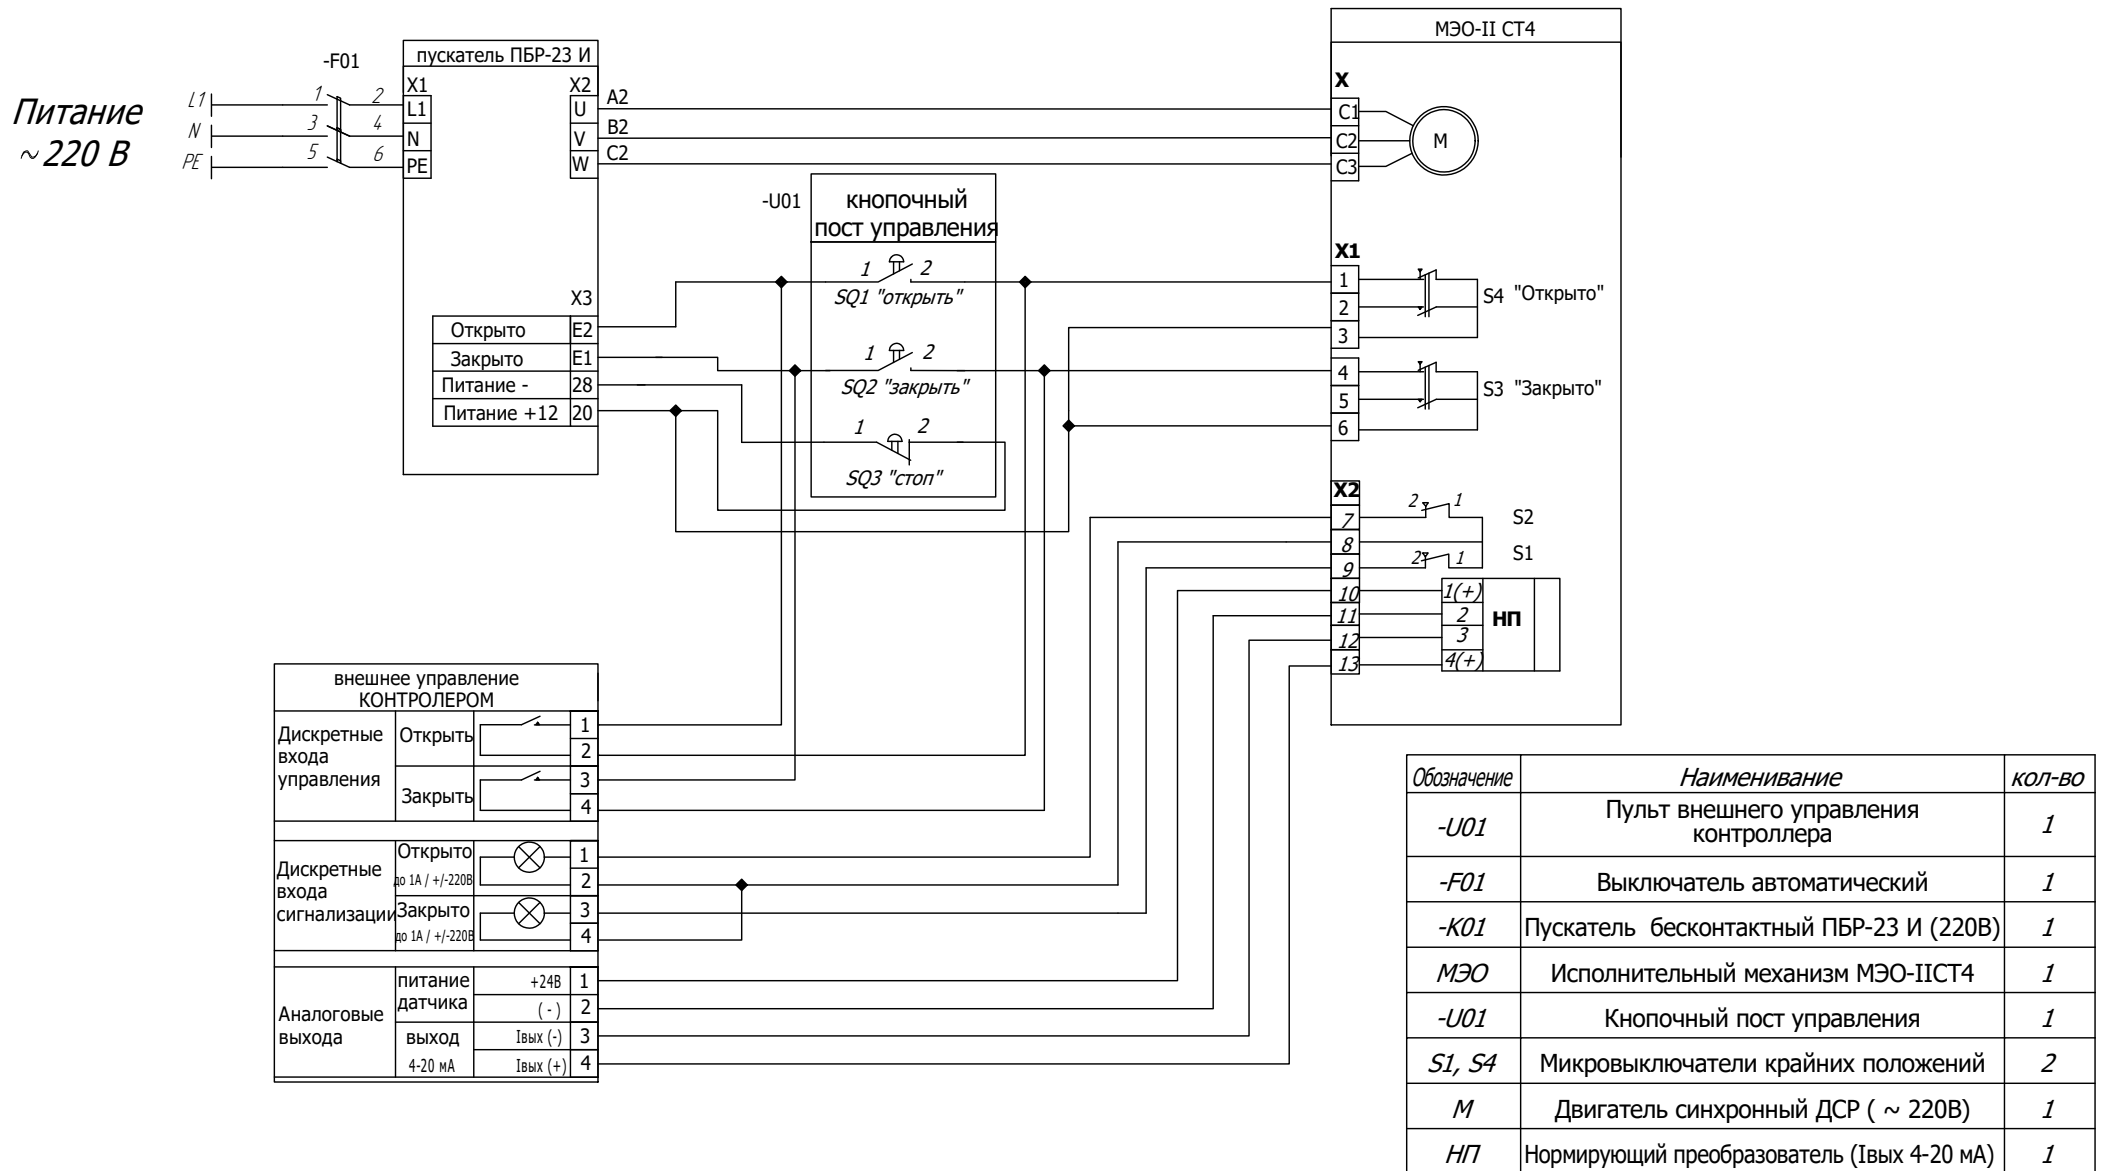 Питание
~220 В
L1
N
PE
-F01
1 2
3 4
5 6
пускатель ПБР-23 И
X1
L1
N
PE
X2
U
V
W
A2
B2
C2
X3
Открыто E2
Закрыто E1
Питание - 28
Питание +12 20
-U01
кнопочный
пост управления
1 2
SQ1 "открыть"
1 2
SQ2 "закрыть"
1 2
SQ3 "стоп"
МЭО-II СТ4
X
C1
C2
C3
M
X1
1
2
3
S4 "Открыто"
4
5
6
S3 "Закрыто"
X2
7
8
9
10
11
12
13
2 1
S2
2 1
S1
1(+)
2
3
4(+)
НП
внешнее управление
КОНТРОЛЕРОМ
Дискретные
входа
управления
Открыть
1
2
Закрыть
3
4
Дискретные
входа
сигнализации
Открыто
до 1А / +/-220В
1
2
Закрыто
до 1А / +/-220В
3
4
Аналоговые
выхода
питание
датчика
+24В 1
( - ) 2
выход
4-20 мА
Iвых (-) 3
Iвых (+) 4
Обозначение Наименивание кол-во
-U01 Пульт внешнего управления
контроллера 1
-F01 Выключатель автоматический 1
-K01 Пускатель бесконтактный ПБР-23 И (220В) 1
МЭО Исполнительный механизм МЭО-IIСТ4 1
-U01 Кнопочный пост управления 1
S1, S4 Микровыключатели крайних положений 2
M Двигатель синхронный ДСР ( ~ 220В) 1
НП Нормирующий преобразователь (Iвых 4-20 мА) 1